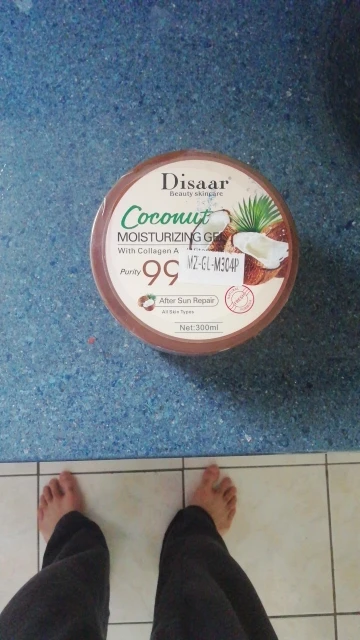 Disaar
Beauty skincare
Coconut
MOISTURIZING GEL
With Collagen A
Purity 99
MZ-GL-M304P
After Sun Repair
All Skin Types
Net:300ml